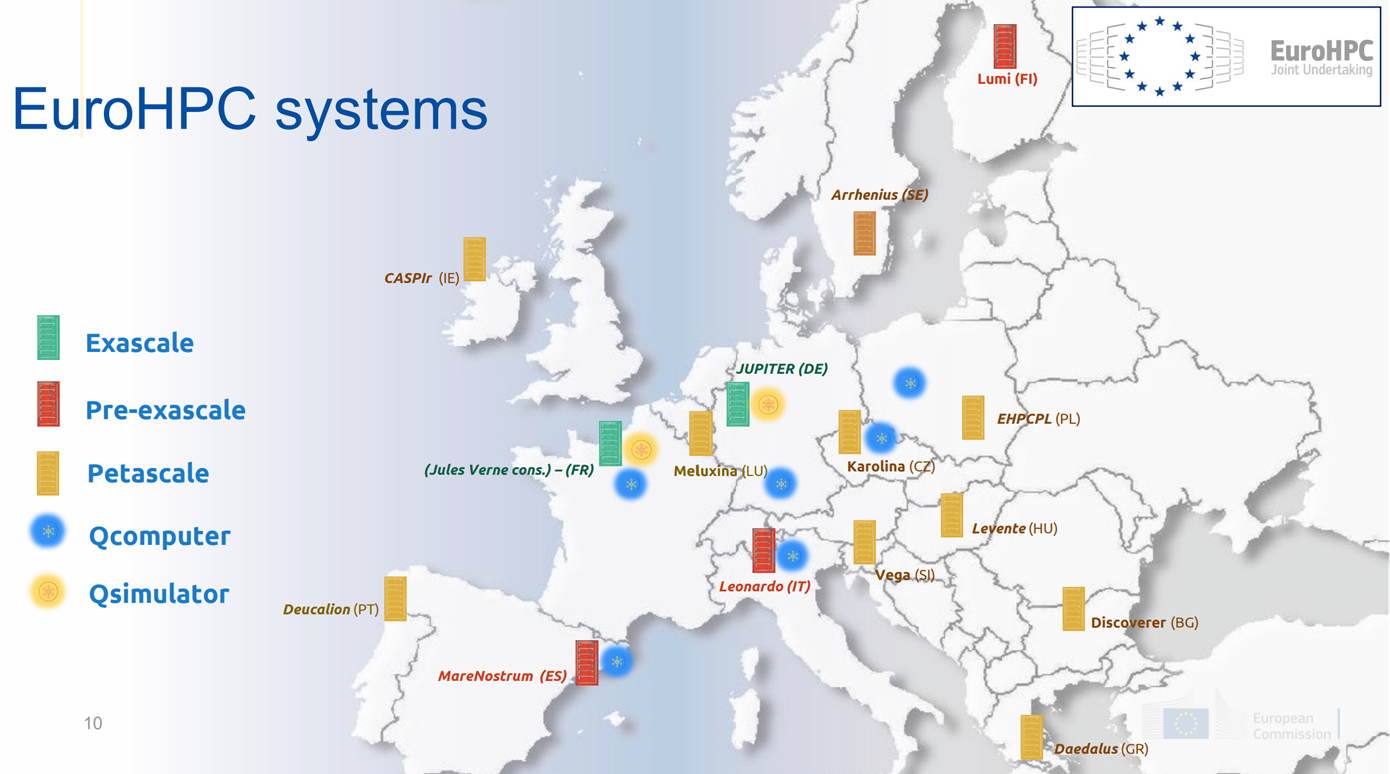 EuroHPC
Joint Undertaking
EuroHPC systems
Lumi (FI)
Arrhenius (SE)
CASPIr (IE)
Exascale
Pre-exascale
Petascale
Qcomputer
Qsimulator
JUPITER (DE)
EHPCPL (PL)
(Jules Verne cons.) – (FR)
Meluxina (LU)
Karolina (CZ)
Levente (HU)
Leonardo (IT)
Vega (SI)
Deucalion (PT)
Discoverer (BG)
MareNostrum (ES)
Daedalus (GR)
10
European
Commission